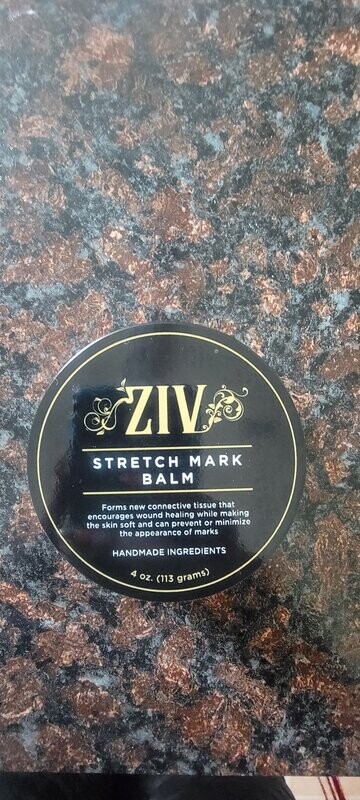 ZIV
STRETCH MARK
BALM
Forms new connective tissue that
encourages wound healing while making
the skin soft and can prevent or minimize
the appearance of marks
HANDMADE INGREDIENTS
4 oz. (113 grams)